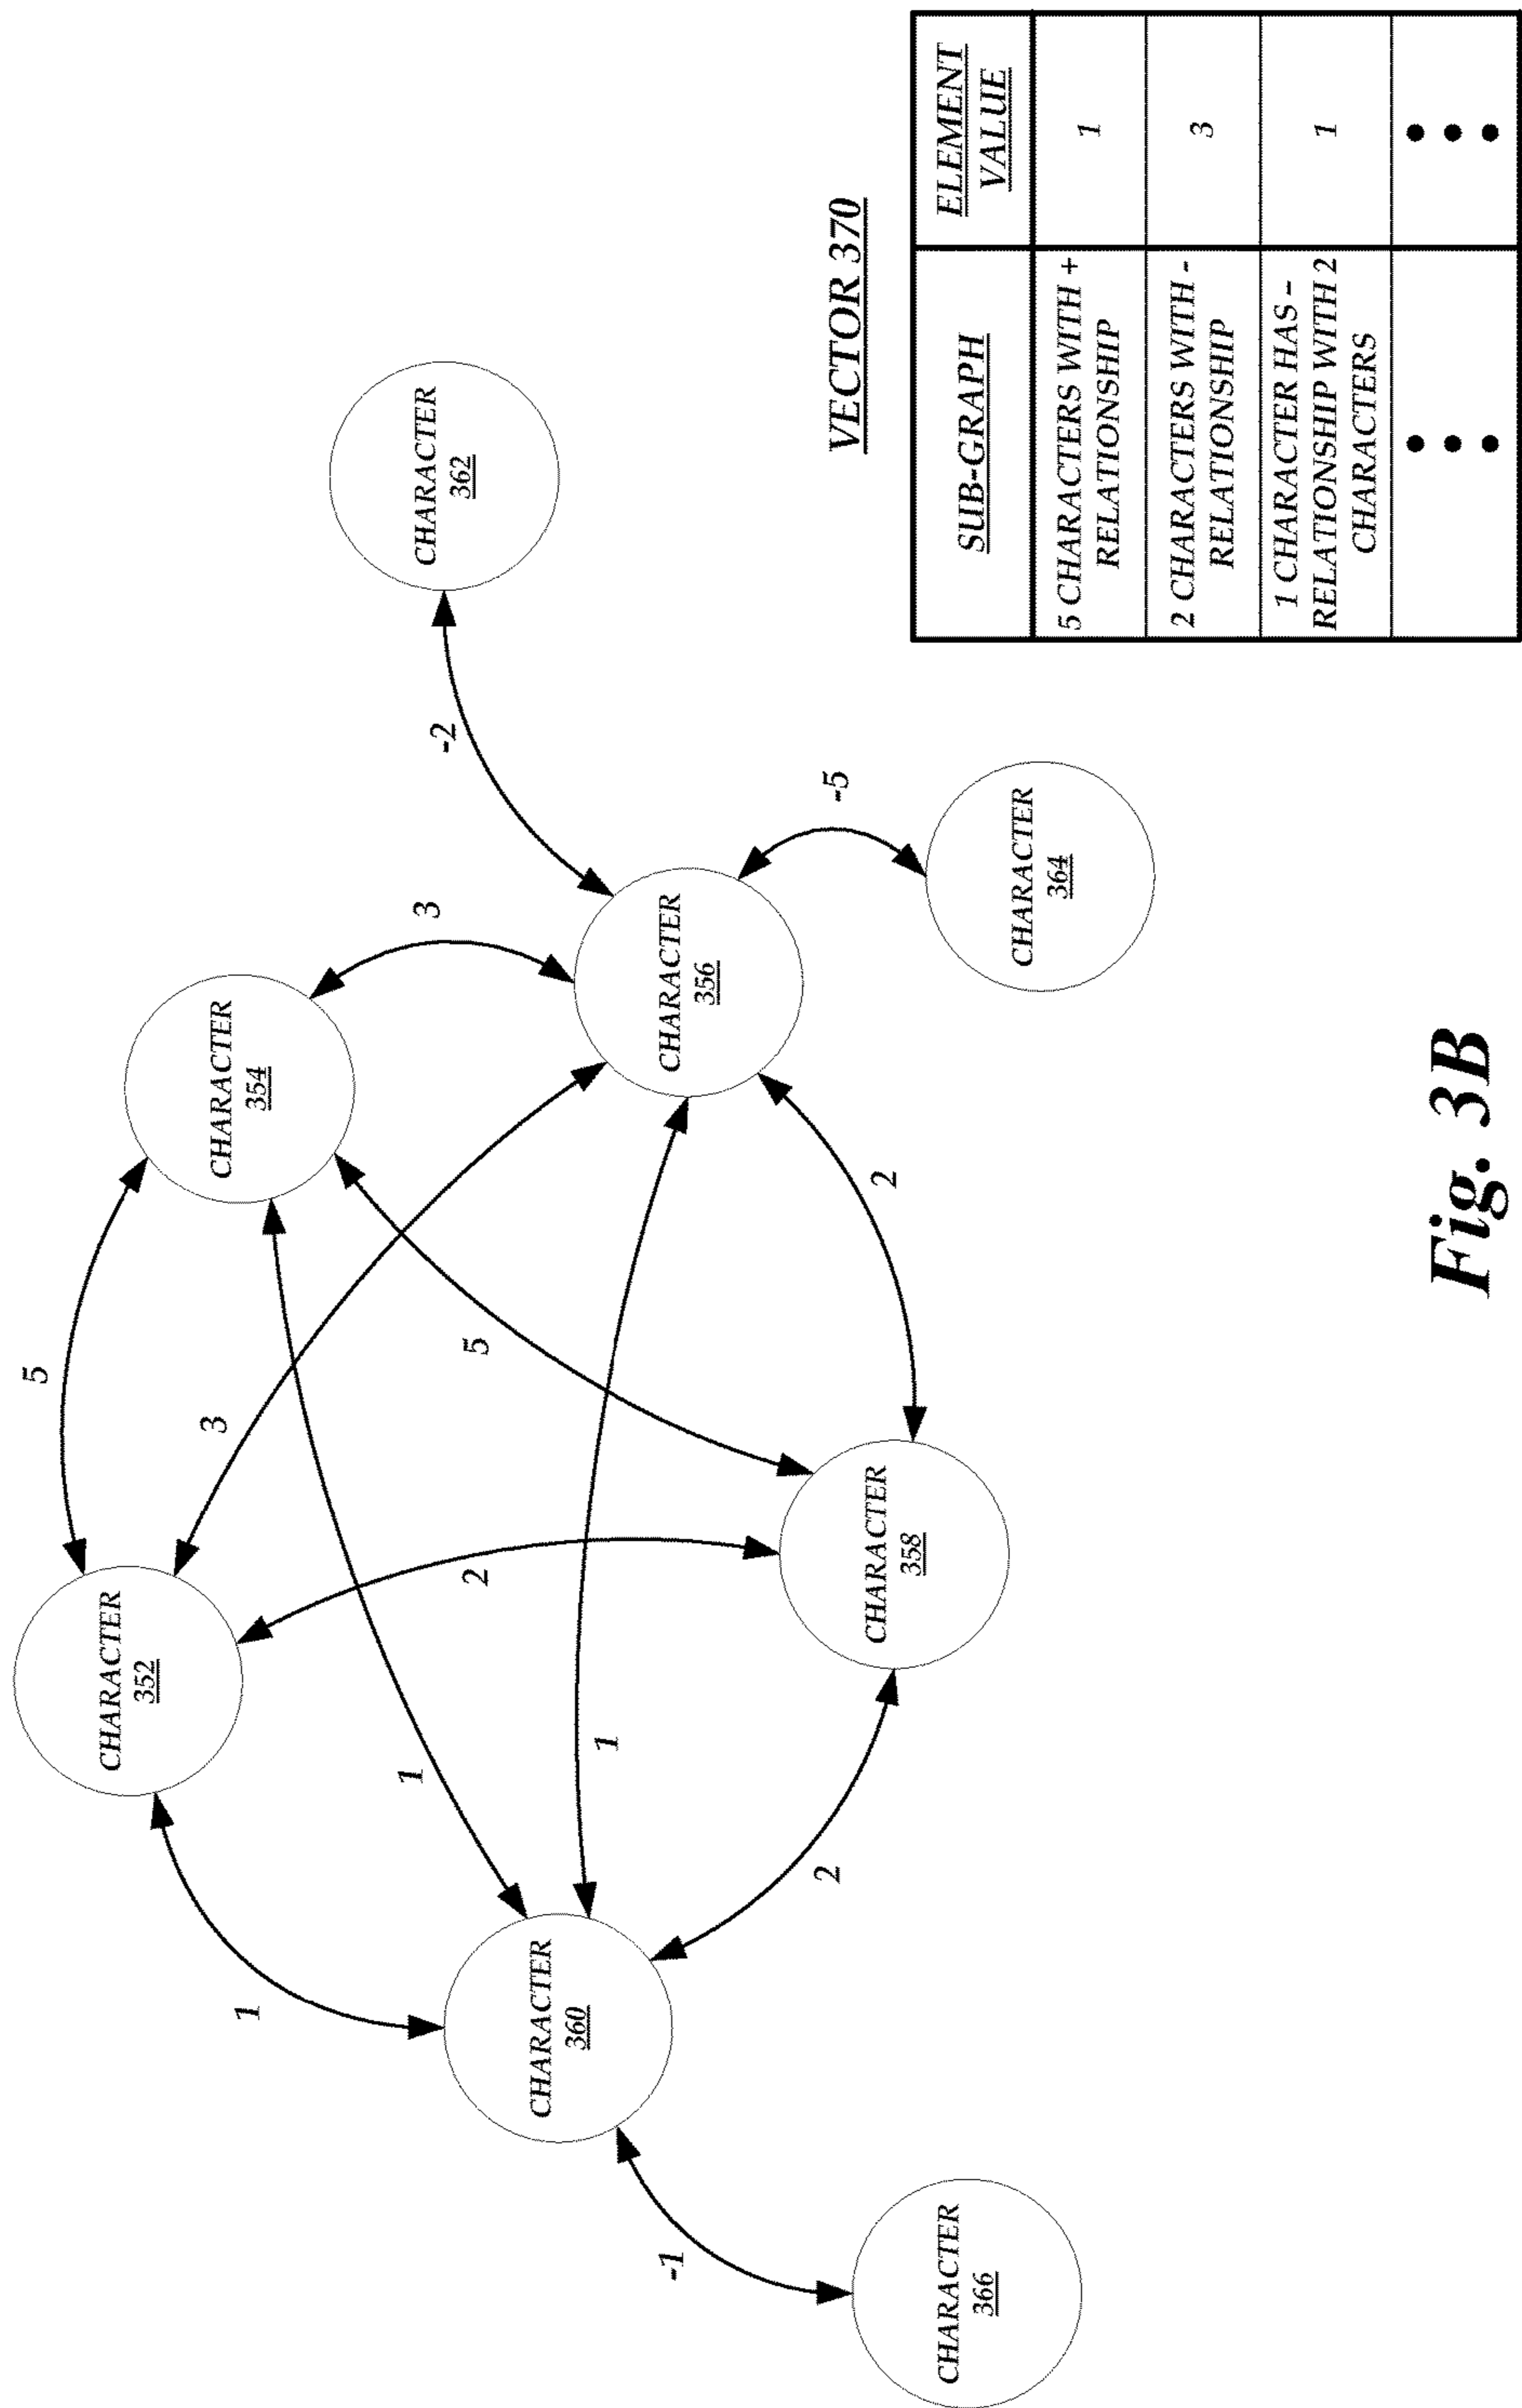 CHARACTER
352
CHARACTER
354
CHARACTER
356
CHARACTER
358
CHARACTER
360
CHARACTER
362
CHARACTER
364
CHARACTER
366
5
3
1
2
1
5
3
-2
1
2
2
-5
-1
VECTOR 370
SUB-GRAPH
ELEMENT
VALUE
5 CHARACTERS WITH +
RELATIONSHIP
1
2 CHARACTERS WITH -
RELATIONSHIP
3
1 CHARACTER HAS –
RELATIONSHIP WITH 2
CHARACTERS
1
Fig. 3B